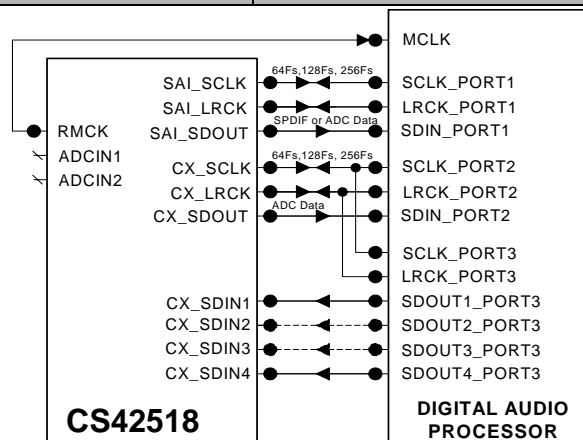 MCLK
64Fs,128Fs, 256Fs
SAI_SCLK
SCLK_PORT1
SAI_LRCK
LRCK_PORT1
SPDIF or ADC Data
RMCK
SAI_SDOUT
SDIN_PORT1
ADCIN1
64Fs,128Fs, 256Fs
CX_SCLK
SCLK_PORT2
ADCIN2
CX_LRCK
LRCK_PORT2
ADC Data
CX_SDOUT
SDIN_PORT2
SCLK_PORT3
LRCK_PORT3
CX_SDIN1
SDOUT1_PORT3
CX_SDIN2
SDOUT2_PORT3
CX_SDIN3
SDOUT3_PORT3
CX_SDIN4
SDOUT4_PORT3
CS42518
DIGITAL AUDIO
PROCESSOR